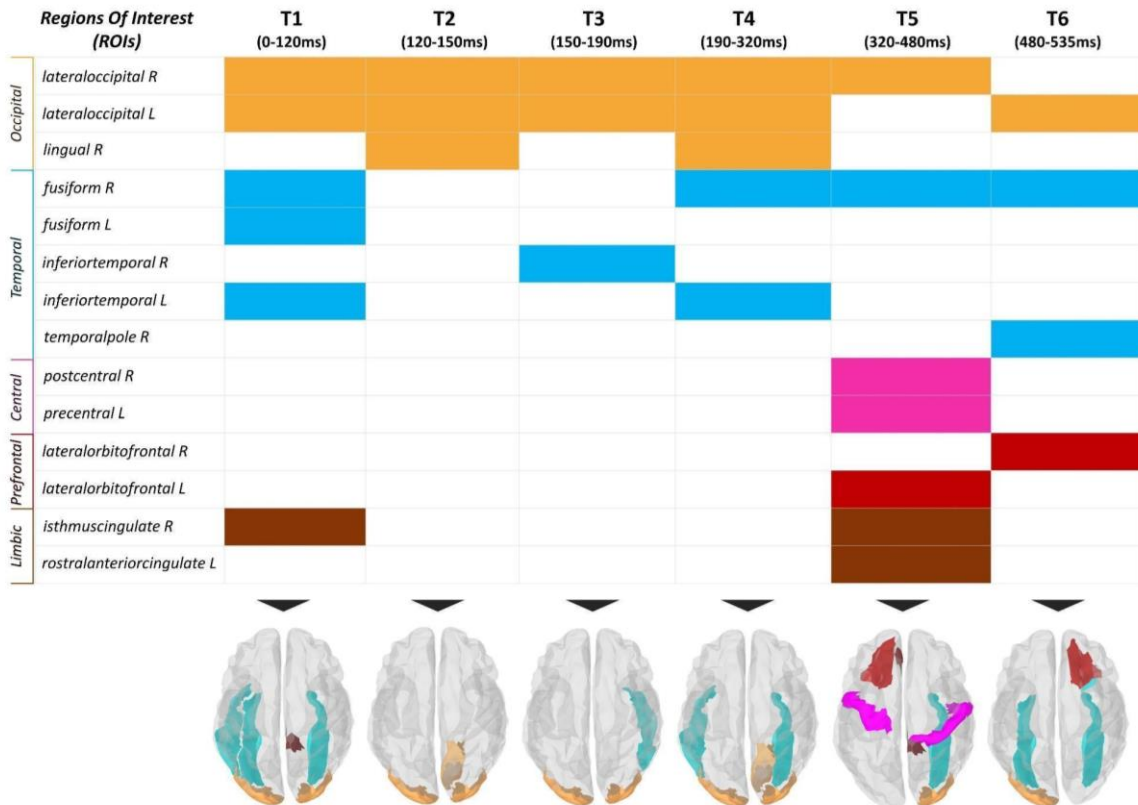 Regions Of Interest
(ROIs)
T1
(0-120ms)
T2
(120-150ms)
T3
(150-190ms)
T4
(190-320ms)
T5
(320-480ms)
T6
(480-535ms)
Occipital
lateraloccipital R
lateraloccipital L
lingual R
Temporal
fusiform R
fusiform L
inferiortemporal R
inferiortemporal L
temporalpole R
Central
postcentral R
precentral L
Prefrontal
lateralorbitofrontal R
lateralorbitofrontal L
Limbic
isthmuscingulate R
rostralanteriorcingulate L